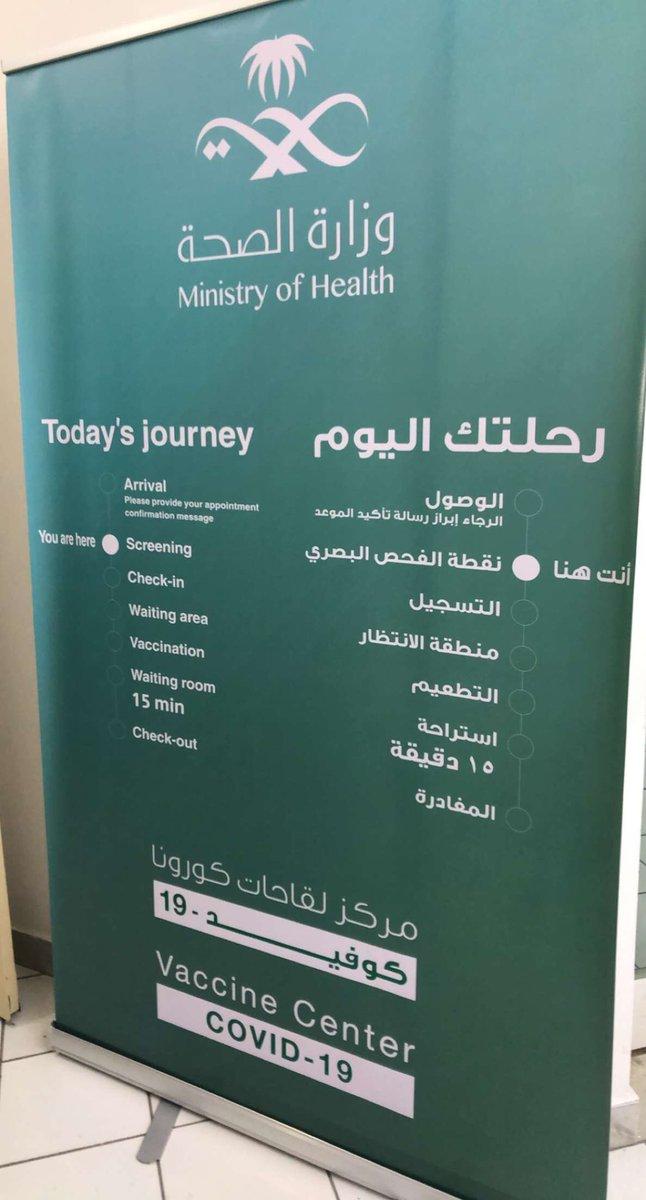 وزارة الصحة
Ministry of Health
Today's journey
Arrival
Please provide your appointment
confirmation message
You are here
Screening
Check-in
Waiting area
Vaccination
Waiting room
15 min
Check-out
رحلتك اليوم
الوصول
الرجاء إبراز رسالة تأكيد الموعد
أنت هنا
نقطة الفحص البصري
التسجيل
منطقة الانتظار
التطعيم
استراحة
١٥ دقيقة
المغادرة
مركز لقاحات كورونا
كوفيـــــــــد - 19
Vaccine Center
COVID-19